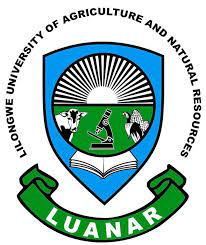 LILONGWE UNIVERSITY OF AGRICULTURE AND NATURAL RESOURCES
LUANAR